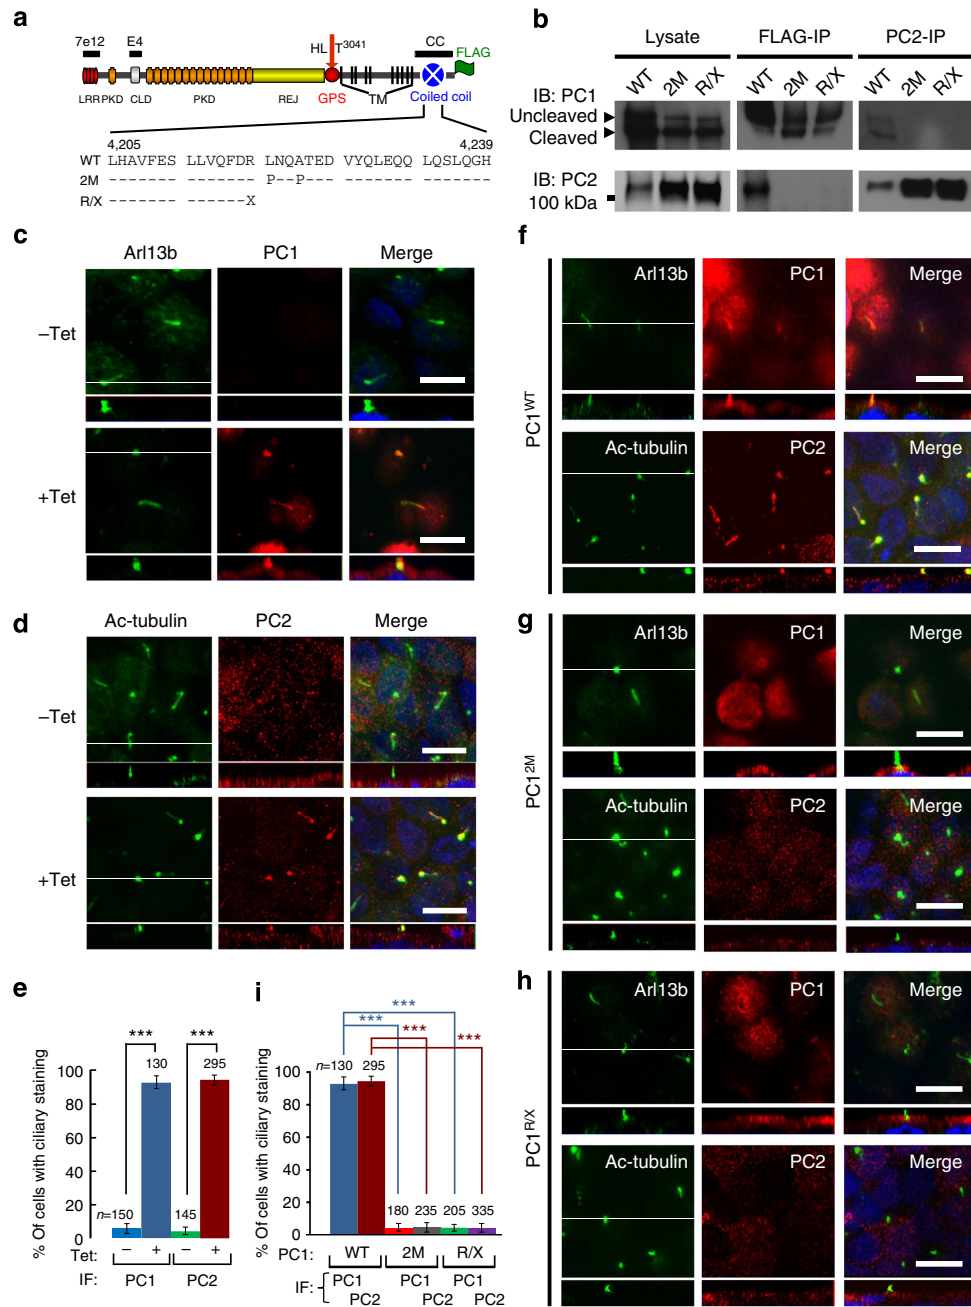 a
7e12 E4 HL T3041 CC FLAG
LRR PKD CLD PKD REJ GPS TM Coiled coil
4,205 4,239
WT LHAVFES LLVQFDR LNQATED VYQLEQQ LQSLQGH
2M ------- ------- P--A--- ------- -------
R/X ------- ------X
b
Lysate FLAG-IP PC2-IP
WT 2M R/X WT 2M R/X WT 2M R/X
IB: PC1
Uncleaved
Cleaved
IB: PC2
100 kDa
c
Arl13b PC1 Merge
–Tet
+Tet
d
Ac-tubulin PC2 Merge
–Tet
+Tet
e
% Of cells with ciliary staining
100
80
60
40
20
0
*** ***
n=150 130 145 295
Tet: – + – +
IF: PC1 PC2
i
% Of cells with ciliary staining
100
80
60
40
20
0
***
***
***
***
n=130 295 180 235 205 335
PC1: WT 2M R/X
IF: PC1 PC1 PC1
PC2 PC2 PC2
f
PC1WT
Arl13b PC1 Merge
Ac-tubulin PC2 Merge
g
PC12M
Arl13b PC1 Merge
Ac-tubulin PC2 Merge
h
PC1R/X
Arl13b PC1 Merge
Ac-tubulin PC2 Merge